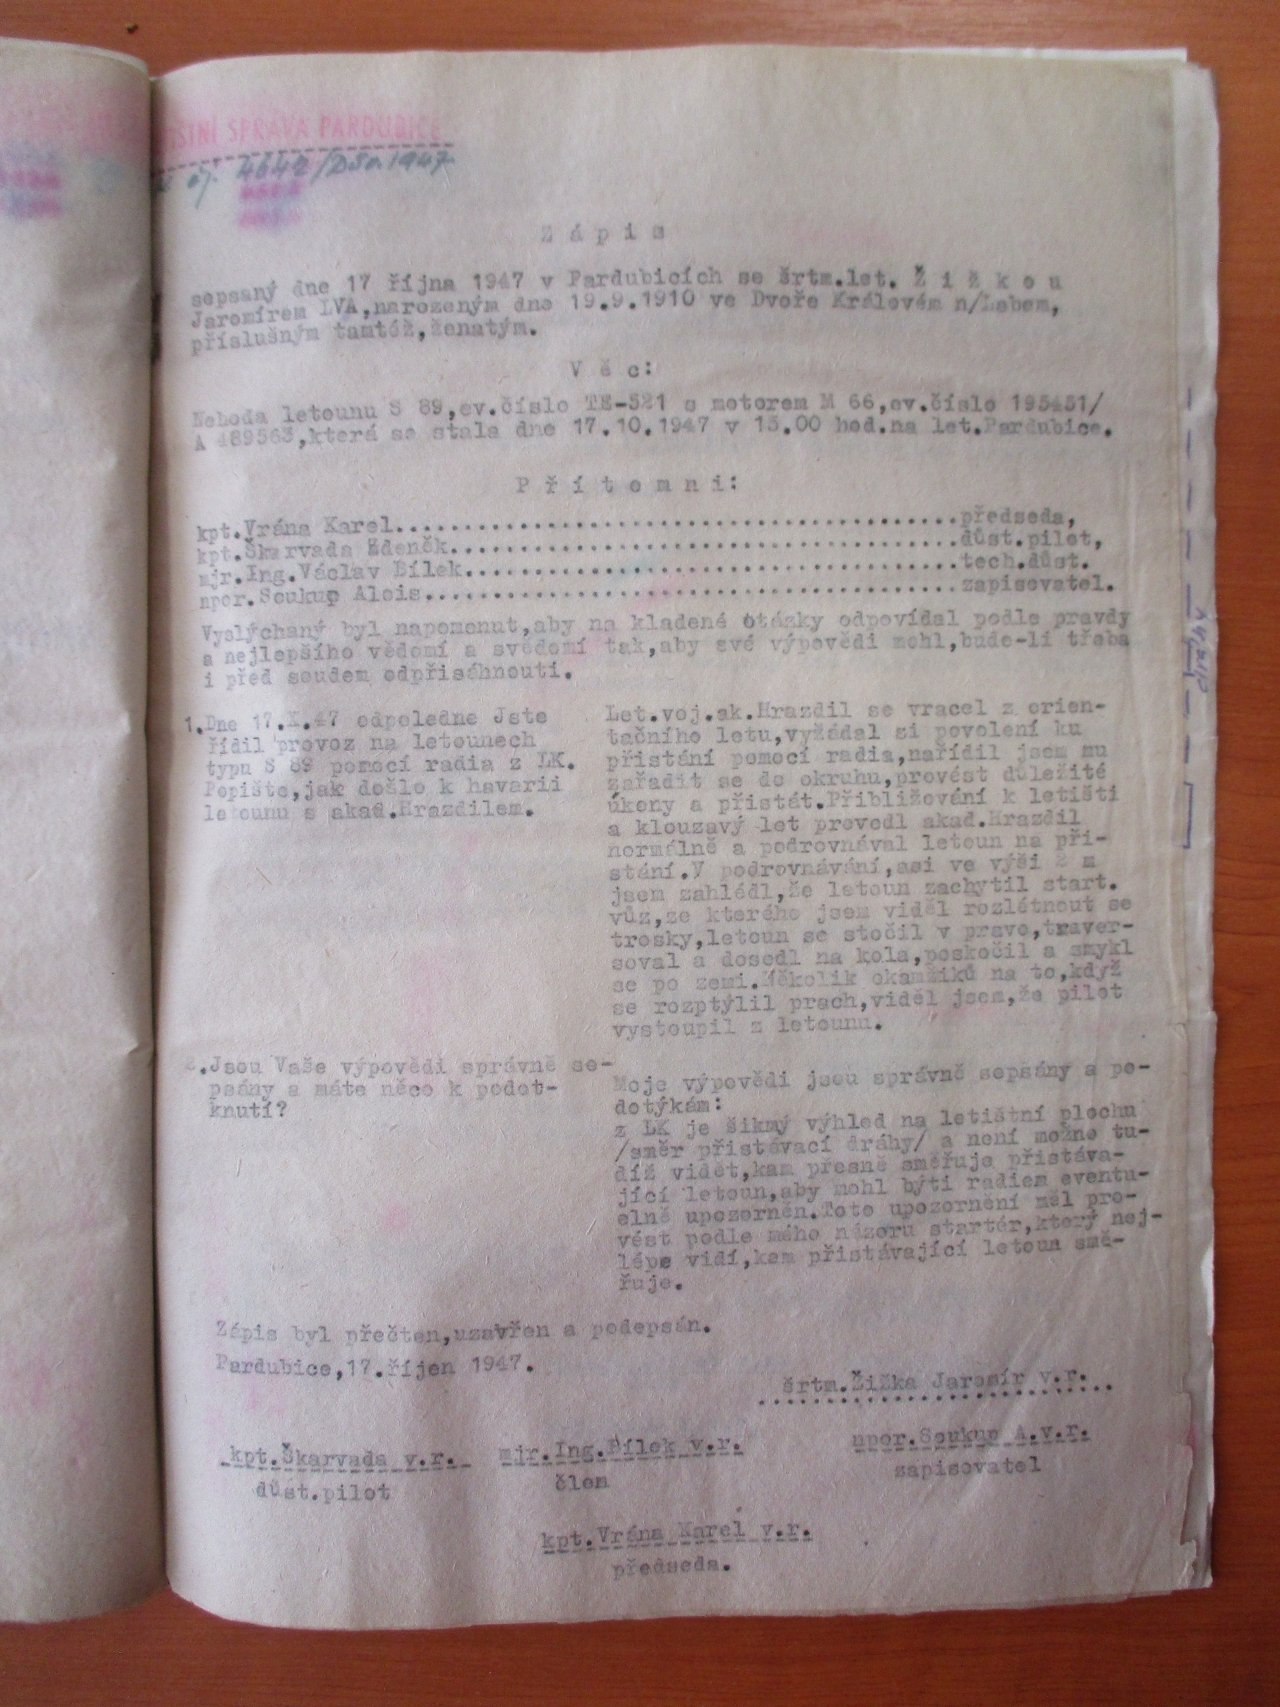 SPRÁVA PARDUBICE
čj. 4642/Dův.1947
Zápis
sepsaný dne 17 října 1947 v Pardubicích se šrtm.let. Žižkou
Jaromírem LVA,narozeným dne 19.9.1910 ve Dvoře Královém n/Labem,
příslušným tamtéž,ženatým.
Věc:
Nehoda letounu S 89,ev.číslo TE-521 s motorem M 66,ev.číslo 195451/
A 489563,která se stala dne 17.10.1947 v 15.00 hod.na let.Pardubice.
Přítomni:
kpt.Vrána Karel........................................předseda,
kpt.Škarvada Zdeněk....................................důst.pilot,
mjr.Ing.Václav Bílek...................................tech.důst.
npor.Soukup Alois......................................zapisovatel.
Vyslýchaný byl napomenut,aby na kladené otázky odpovídal podle pravdy
a nejlepšího vědomí a svědomí tak,aby své výpovědi mohl,bude-li třeba
i před soudem odpřisáhnouti.
1.Dne 17.X.47 odpoledne Jste
řídil provoz na letounech
typu S 89 pomocí radia z LK.
Popište,jak došlo k havarii
letounu s akad.Hrazdilem.
Let.voj.ak.Hrazdil se vracel z orien-
tačního letu,vyžádal si povolení ku
přistání pomocí radia,nařídil jsem mu
zařadit se do okruhu,provést důležité
úkony a přistát.Přibližování k letišti
a klouzavý let provedl akad.Hrazdil
normálně a podrovnával letoun na při-
stání.V podrovnávání,asi ve výši 2 m
jsem zahlédl,že letoun zachytil start.
vůz,ze kterého jsem viděl rozlétnout se
trosky,letoun se stočil v pravo,traver-
soval a dosedl na kola,poskočil a smykl
se po zemi.Několik okamžiků na to,když
se rozptýlil prach,viděl jsem,že pilot
vystoupil z letounu.
2.Jsou Vaše výpovědi správně se-
psány a máte něco k podot-
knutí?
Moje výpovědi jsou správně sepsány a po-
dotýkám:
z LK je šikmý výhled na letištní plochu
/směr přistávací dráhy/ a není možno tu-
díž vidět,kam přesně směřuje přistáva-
jící letoun,aby mohl býti radiem eventu-
elně upozorněn.Toto upozornění měl pro-
vést podle mého názoru startér,který nej-
lépe vidí,kam přistávající letoun smě-
řuje.
Zápis byl přečten,uzavřen a podepsán.
Pardubice,17.říjen 1947.
šrtm.Žižka Jaromír v.r.
kpt.Škarvada v.r.
důst.pilot
mjr.Ing.Bílek v.r.
člen
npor.Soukup A.v.r.
zapisovatel
kpt.Vrána Karel v.r.
předseda.